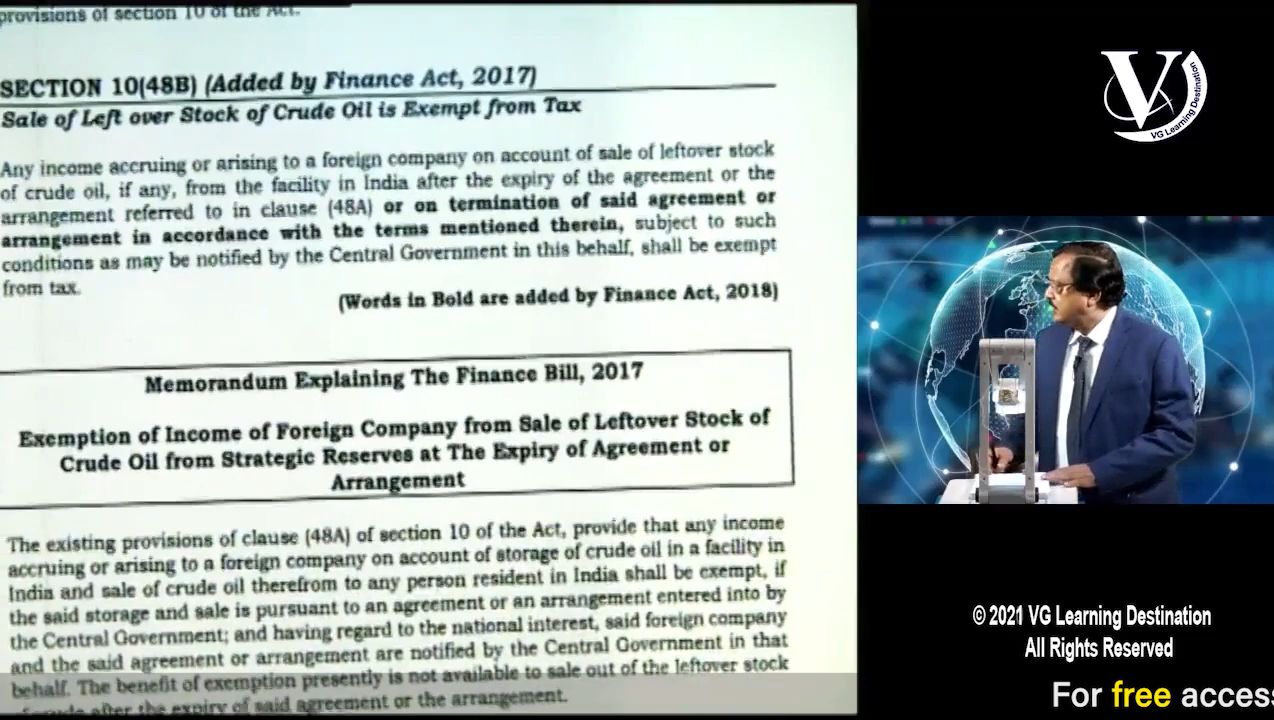 provisions of section 10 of the Act.
SECTION 10(48B) (Added by Finance Act, 2017)
Sale of Left over Stock of Crude Oil is Exempt from Tax
Any income accruing or arising to a foreign company on account of sale of leftover stock
of crude oil, if any, from the facility in India after the expiry of the agreement or the
arrangement referred to in clause (48A) or on termination of said agreement or
arrangement in accordance with the terms mentioned therein, subject to such
conditions as may be notified by the Central Government in this behalf, shall be exempt
from tax.
(Words in Bold are added by Finance Act, 2018)
Memorandum Explaining The Finance Bill, 2017
Exemption of Income of Foreign Company from Sale of Leftover Stock of
Crude Oil from Strategic Reserves at The Expiry of Agreement or
Arrangement
The existing provisions of clause (48A) of section 10 of the Act, provide that any income
accruing or arising to a foreign company on account of storage of crude oil in a facility in
India and sale of crude oil therefrom to any person resident in India shall be exempt, if
the said storage and sale is pursuant to an agreement or an arrangement entered into by
the Central Government; and having regard to the national interest, said foreign company
and the said agreement or arrangement are notified by the Central Government in that
behalf. The benefit of exemption presently is not available to sale out of the leftover stock
of crude after the expiry of said agreement or the arrangement.
V
VG Learning Destination
© 2021 VG Learning Destination
All Rights Reserved
For free access